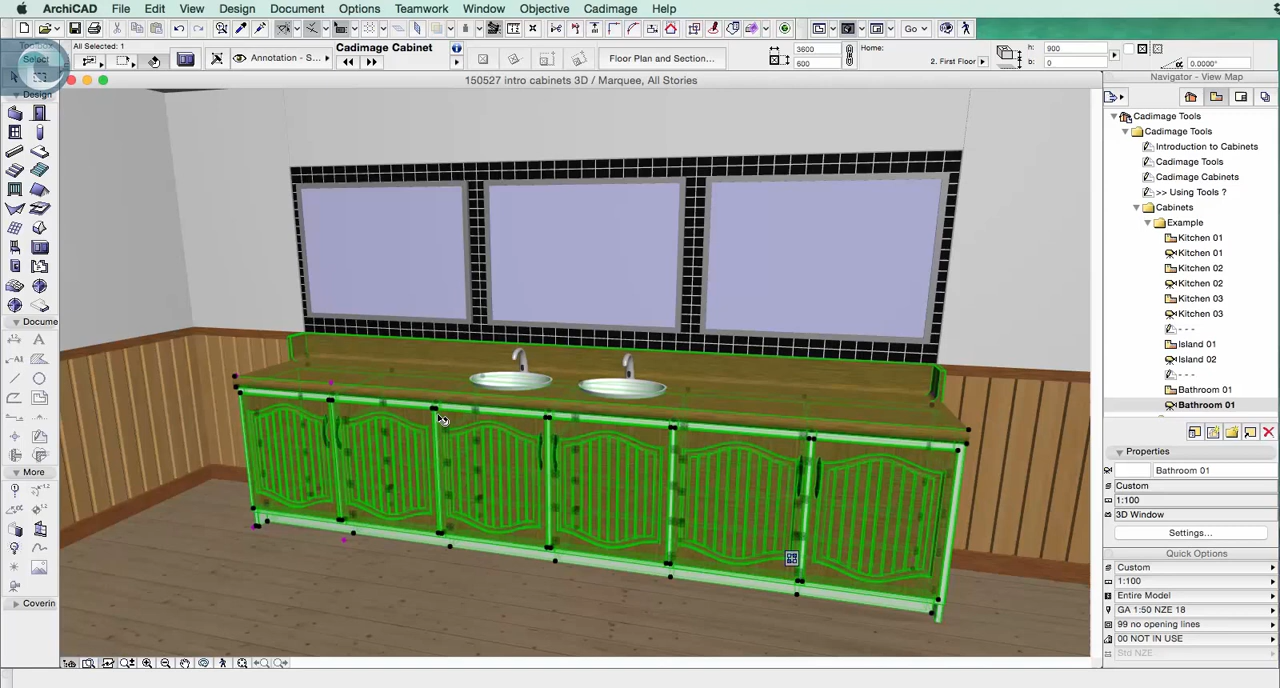 ArchiCAD File Edit View Design Document Options Teamwork Window Objective Cadimage Help
Go
Toolbox
All Selected: 1
Select
Annotation - S...
Cadimage Cabinet
Floor Plan and Section...
3600
600
Home:
2. First Floor
h: 900
b: 0
0.0000°
150527 intro cabinets 3D / Marquee, All Stories
Design
Docume
More
Coverin
Navigator - View Map
Cadimage Tools
Cadimage Tools
Introduction to Cabinets
Cadimage Tools
Cadimage Cabinets
>> Using Tools ?
Cabinets
Example
Kitchen 01
Kitchen 01
Kitchen 02
Kitchen 02
Kitchen 03
Kitchen 03
- - -
Island 01
Island 02
- - -
Bathroom 01
Bathroom 01
Properties
Bathroom 01
Custom
1:100
3D Window
Settings...
Quick Options
Custom
1:100
Entire Model
GA 1:50 NZE 18
99 no opening lines
00 NOT IN USE
Std NZE